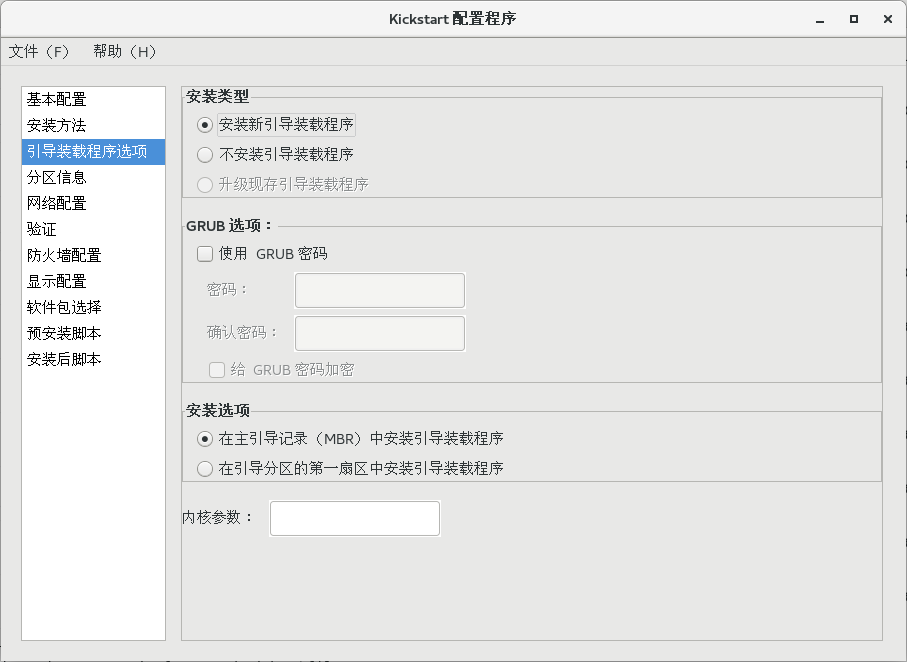 Kickstart 配置程序
文件（F） 帮助（H）
基本配置
安装方法
引导装载程序选项
分区信息
网络配置
验证
防火墙配置
显示配置
软件包选择
预安装脚本
安装后脚本
安装类型
安装新引导装载程序
不安装引导装载程序
升级现存引导装载程序
GRUB 选项：
使用 GRUB 密码
密码：
确认密码：
给 GRUB 密码加密
安装选项
在主引导记录（MBR）中安装引导装载程序
在引导分区的第一扇区中安装引导装载程序
内核参数：